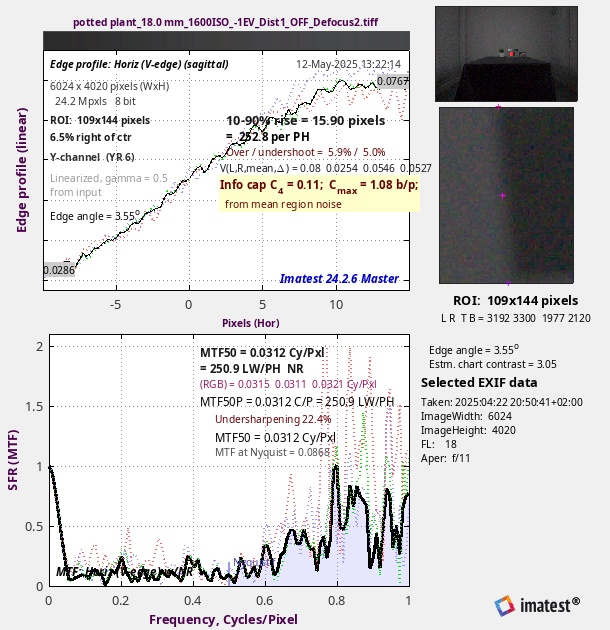 potted plant_18.0 mm_1600ISO_-1EV_Dist1_OFF_Defocus2.tiff
Edge profile: Horiz (V-edge) (sagittal)
12-May-2025 13:22:14
0.0767
6024 x 4020 pixels (WxH)
24.2 Mpxls   8 bit
ROI:  109x144 pixels
6.5% right of ctr
Y-channel  (YR 6)
Linearized, gamma = 0.5
from input
Edge angle = 3.55°
10-90% rise = 15.90 pixels
=  252.8 per PH
Over / undershoot =  5.9% /  5.0%
V(L,R,mean,Δ) = 0.08  0.0254  0.0546  0.0527
Info cap C4 = 0.11;  Cmax = 1.08 b/p;
from mean region noise
0.0286
Imatest 24.2.6 Master
Edge profile (linear)
-5 0 5 10
Pixels (Hor)
ROI:  109x144 pixels
L R  T B = 3192 3300  1977 2120
Edge angle = 3.55°
Estm. chart contrast = 3.05
Selected EXIF data
Taken: 2025:04:22 20:50:41+02:00
ImageWidth:  6024
ImageHeight:  4020
FL:   18
Aper:  f/11
MTF50 = 0.0312 Cy/Pxl
= 250.9 LW/PH  NR
(RGB) = 0.0315  0.0311  0.0321 Cy/Pxl
MTF50P = 0.0312 C/P = 250.9 LW/PH
Undersharpening 22.4%
MTF50 = 0.0312 Cy/Pxl
MTF at Nyquist = 0.0868
SFR (MTF)
2
1.5
1
0.5
0
Nyquist
0 0.2 0.4 0.6 0.8 1
Frequency, Cycles/Pixel
imatest®